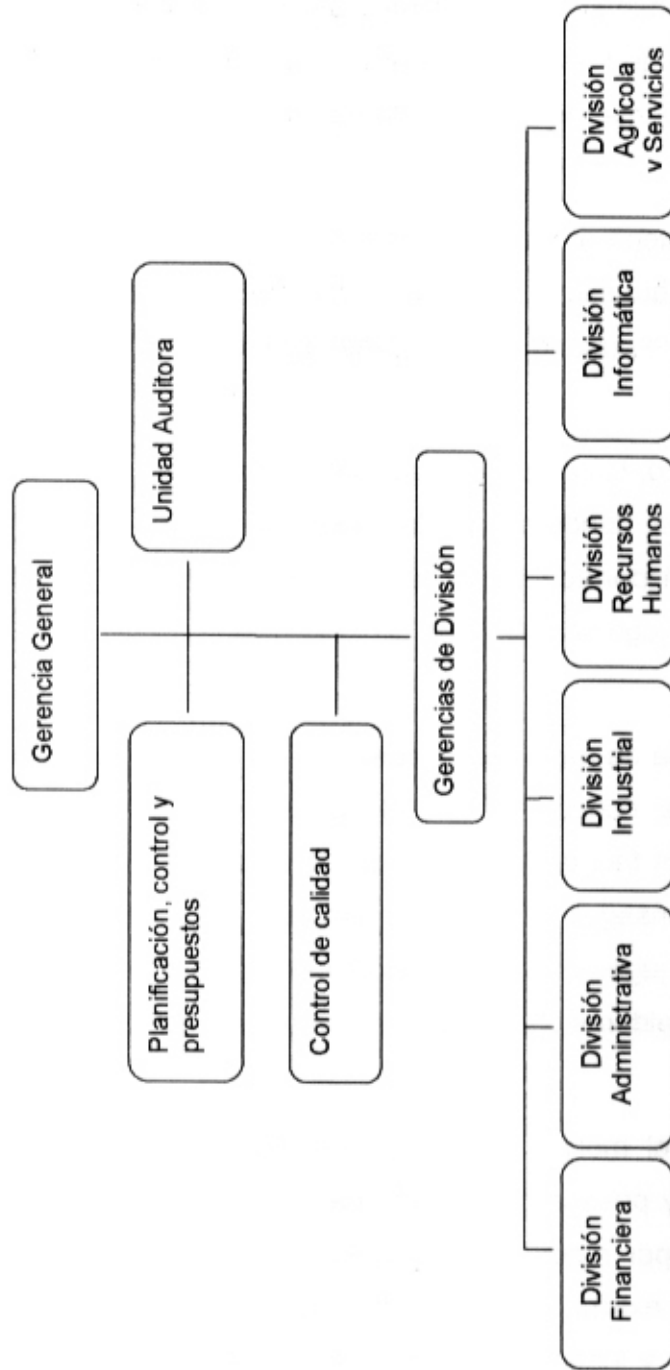 Gerencia General
Unidad Auditora
Planificación, control y
presupuestos
Control de calidad
Gerencias de División
División
Financiera
División
Administrativa
División
Industrial
División
Recursos
Humanos
División
Informática
División
Agrícola
v Servicios